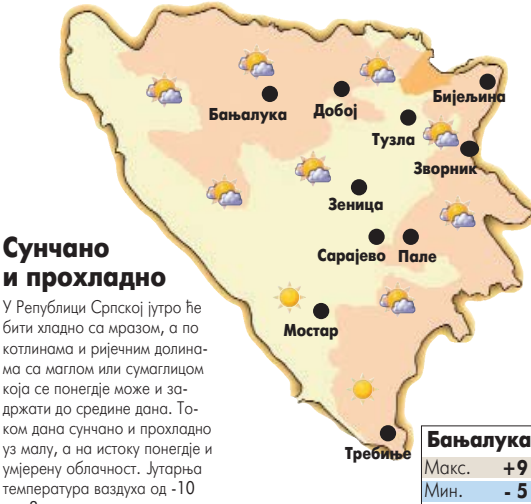 Бањалука
Добој
Бијељина
Тузла
Зворник
Зеница
Сарајево Пале
Мостар
Требиње
Сунчано
и прохладно
У Републици Српској јутро ће
бити хладно са мразом, а по
котлинама и ријечним долина-
ма са маглом или сумаглицом
која се понегдје може и за-
држати до средине дана. То-
ком дана сунчано и прохладно
уз малу, а на истоку понегдје и
умјерену облачност. Јутарња
температура ваздуха од -10
Бањалука
Макс. +9
Мин. - 5